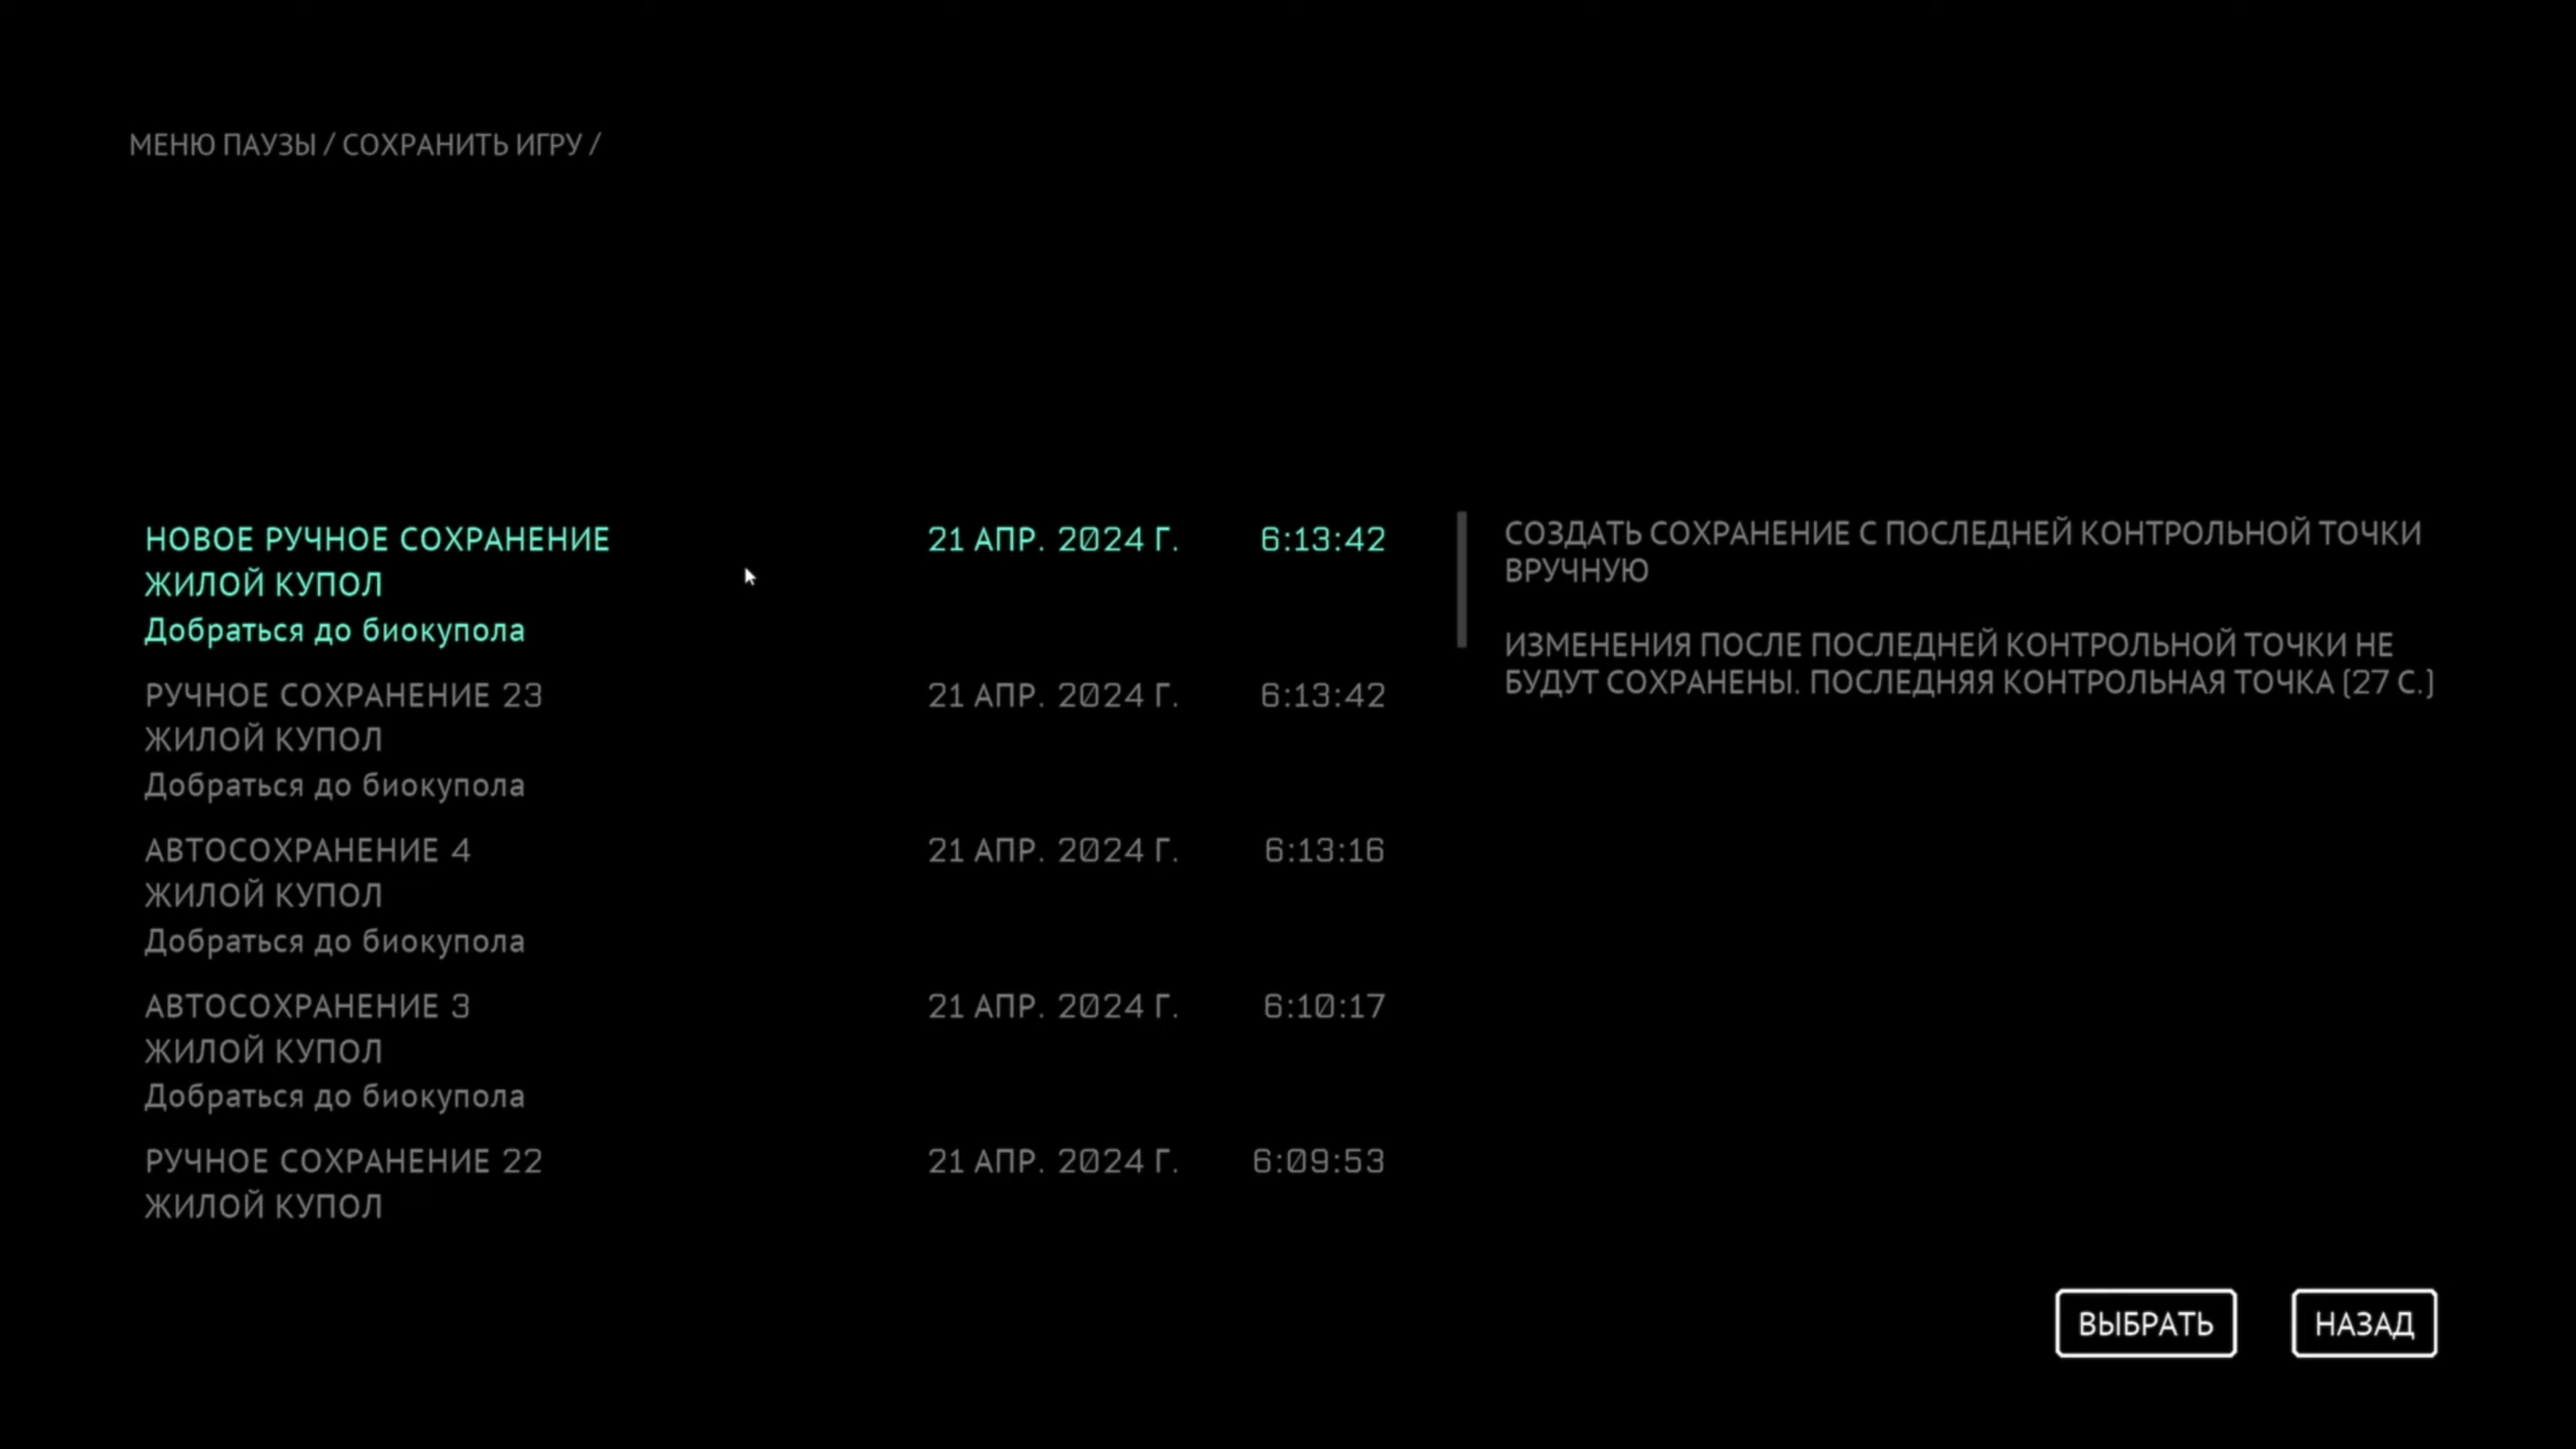 МЕНЮ ПАУЗЫ / СОХРАНИТЬ ИГРУ /
НОВОЕ РУЧНОЕ СОХРАНЕНИЕ 21 АПР. 2024 Г. 6:13:42
ЖИЛОЙ КУПОЛ
Добраться до биокупола
РУЧНОЕ СОХРАНЕНИЕ 23 21 АПР. 2024 Г. 6:13:42
ЖИЛОЙ КУПОЛ
Добраться до биокупола
АВТОСОХРАНЕНИЕ 4 21 АПР. 2024 Г. 6:13:16
ЖИЛОЙ КУПОЛ
Добраться до биокупола
АВТОСОХРАНЕНИЕ 3 21 АПР. 2024 Г. 6:10:17
ЖИЛОЙ КУПОЛ
Добраться до биокупола
РУЧНОЕ СОХРАНЕНИЕ 22 21 АПР. 2024 Г. 6:09:53
ЖИЛОЙ КУПОЛ
СОЗДАТЬ СОХРАНЕНИЕ С ПОСЛЕДНЕЙ КОНТРОЛЬНОЙ ТОЧКИ
ВРУЧНУЮ
ИЗМЕНЕНИЯ ПОСЛЕ ПОСЛЕДНЕЙ КОНТРОЛЬНОЙ ТОЧКИ НЕ
БУДУТ СОХРАНЕНЫ. ПОСЛЕДНЯЯ КОНТРОЛЬНАЯ ТОЧКА (27 С.)
ВЫБРАТЬ
НАЗАД